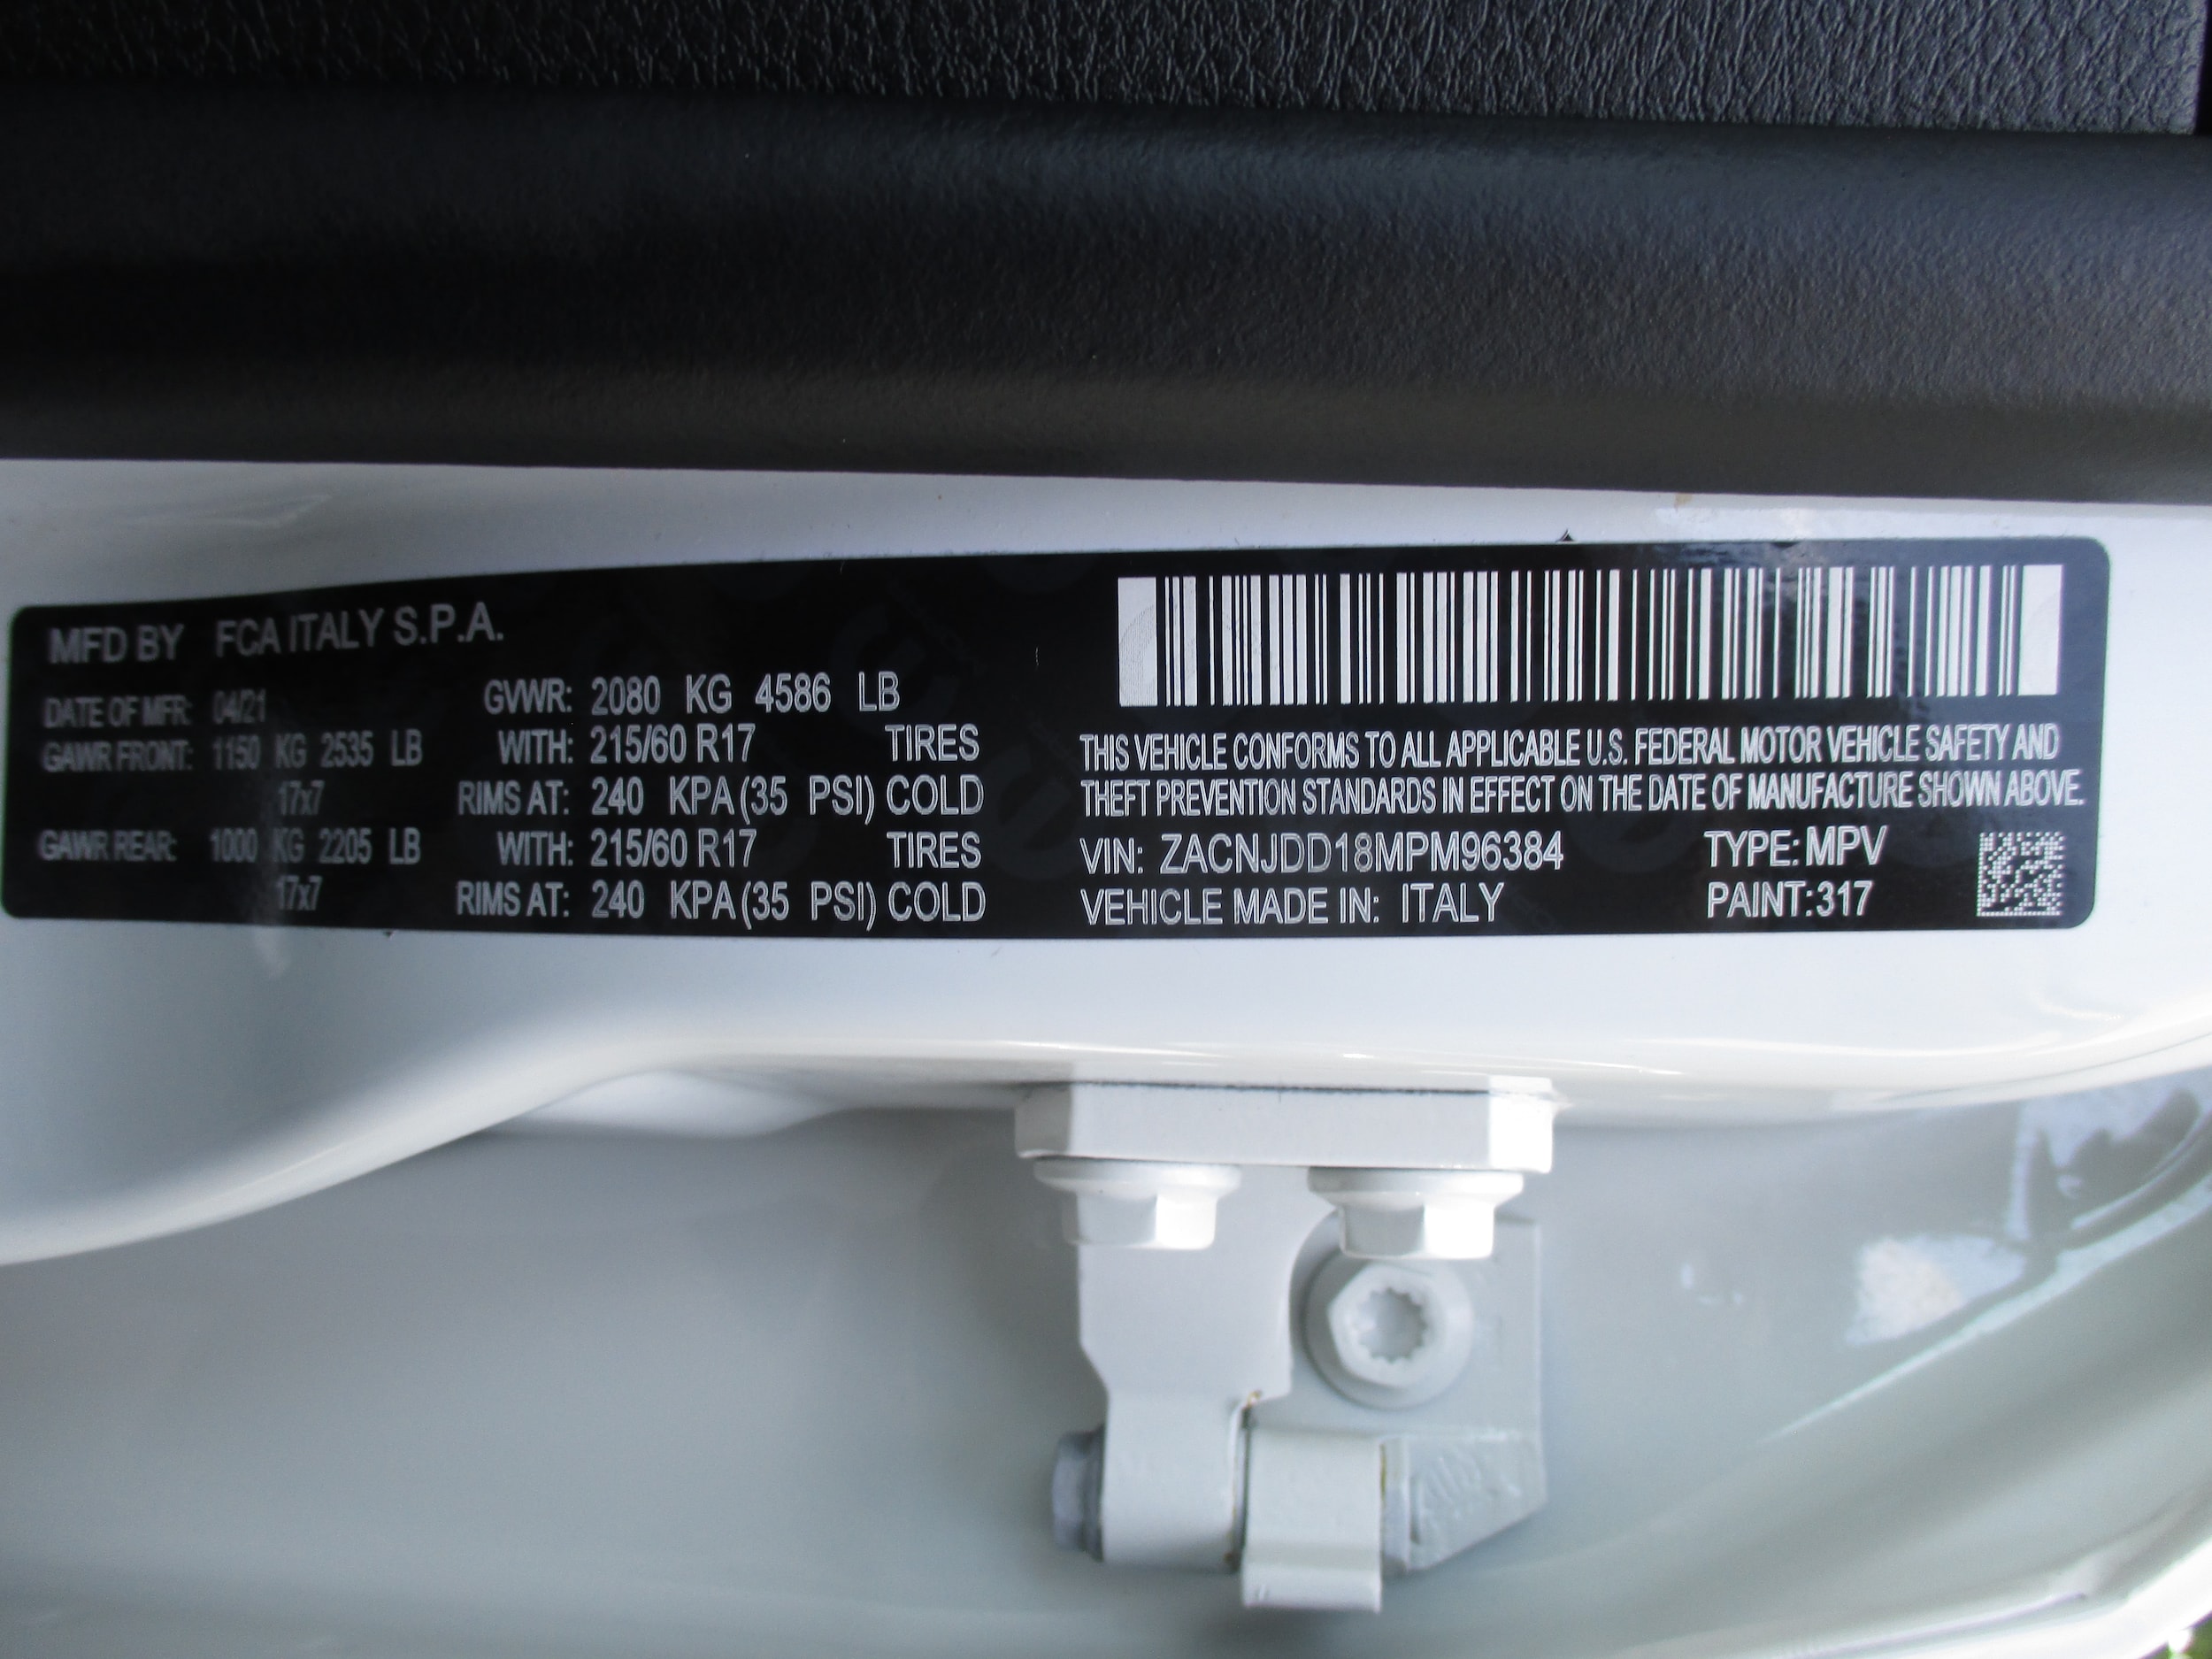 MFD BY FCA ITALY S.P.A.
DATE OF MFR: 04/21 GVWR: 2080 KG 4586 LB
GAWR FRONT: 1150 KG 2535 LB WITH: 215/60 R17 TIRES
17x7 RIMS AT: 240 KPA (35 PSI) COLD
GAWR REAR: 1000 KG 2205 LB WITH: 215/60 R17 TIRES
17x7 RIMS AT: 240 KPA (35 PSI) COLD
THIS VEHICLE CONFORMS TO ALL APPLICABLE U.S. FEDERAL MOTOR VEHICLE SAFETY AND
THEFT PREVENTION STANDARDS IN EFFECT ON THE DATE OF MANUFACTURE SHOWN ABOVE.
VIN: ZACNJDD18MPM96384 TYPE: MPV
VEHICLE MADE IN: ITALY PAINT: 317